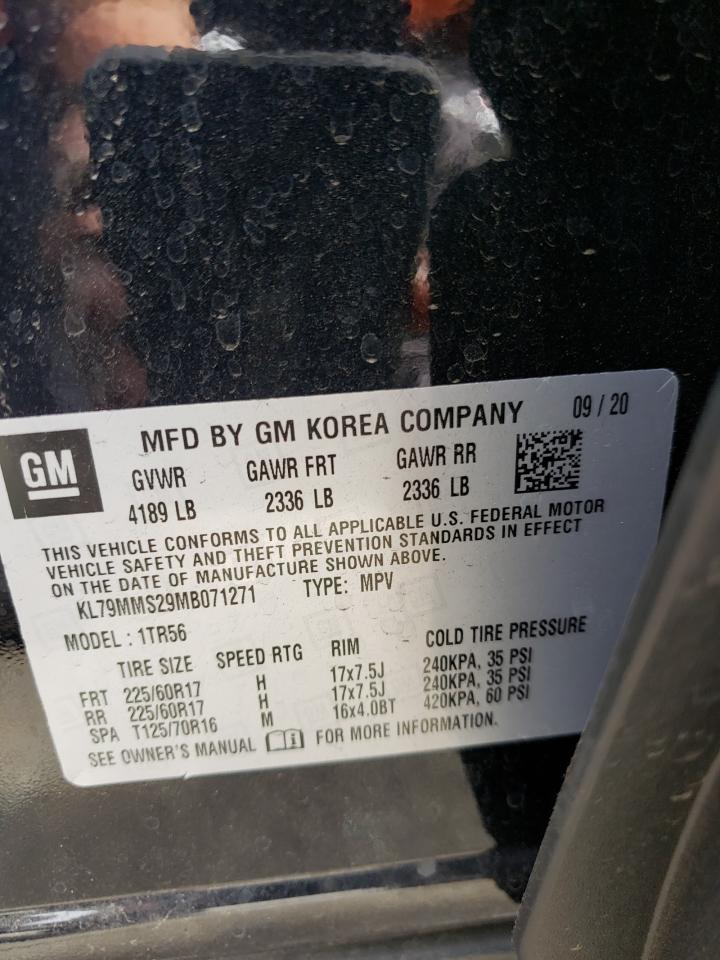 GM
MFD BY GM KOREA COMPANY 09 / 20
GVWR GAWR FRT GAWR RR
4189 LB 2336 LB 2336 LB
THIS VEHICLE CONFORMS TO ALL APPLICABLE U.S. FEDERAL MOTOR
VEHICLE SAFETY AND THEFT PREVENTION STANDARDS IN EFFECT
ON THE DATE OF MANUFACTURE SHOWN ABOVE.
KL79MMS29MB071271 TYPE: MPV
MODEL : 1TR56
TIRE SIZE SPEED RTG RIM COLD TIRE PRESSURE
FRT 225/60R17 H 17x7.5J 240KPA, 35 PSI
RR 225/60R17 H 17x7.5J 240KPA, 35 PSI
SPA T125/70R16 M 16x4.0BT 420KPA, 60 PSI
SEE OWNER'S MANUAL FOR MORE INFORMATION.